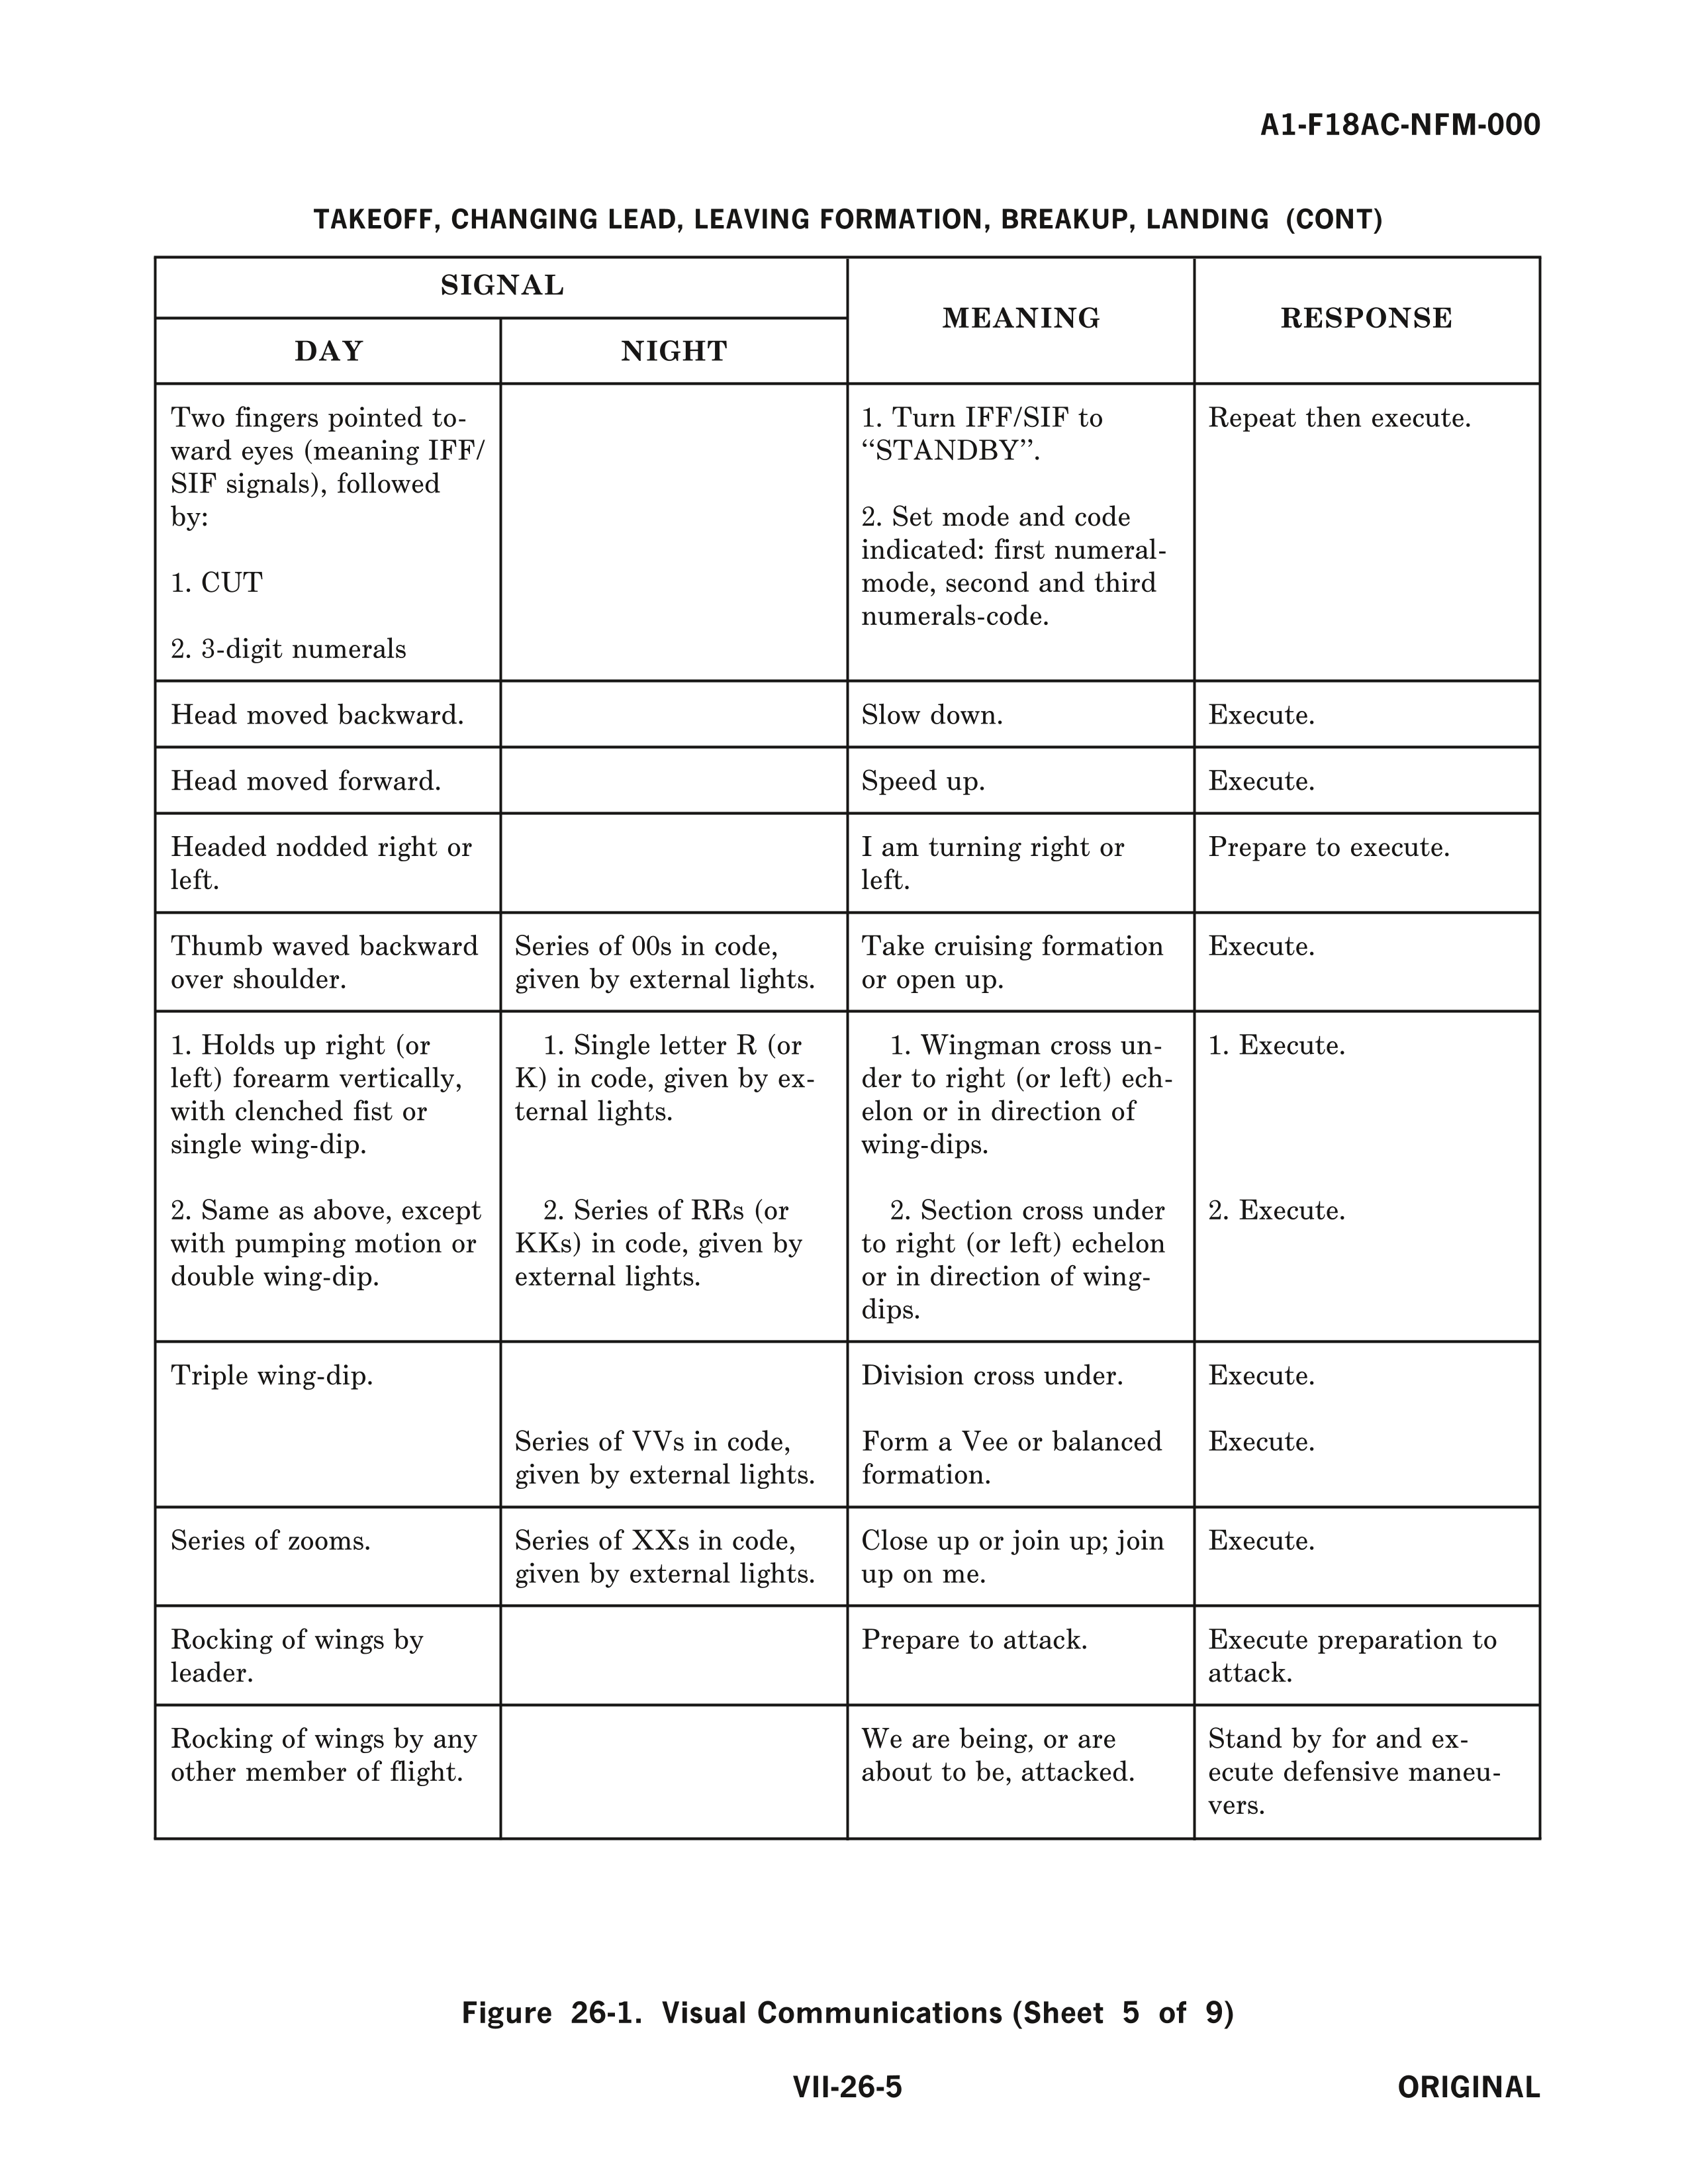 A1-F18AC-NFM-000
TAKEOFF, CHANGING LEAD, LEAVING FORMATION, BREAKUP, LANDING (CONT)
SIGNAL
MEANING
RESPONSE
DAY
NIGHT
Two fingers pointed to-
ward eyes (meaning IFF/
SIF signals), followed
by:
1. CUT
2. 3-digit numerals
1. Turn IFF/SIF to
“STANDBY”.
2. Set mode and code
indicated: first numeral-
mode, second and third
numerals-code.
Repeat then execute.
Head moved backward.
Slow down.
Execute.
Head moved forward.
Speed up.
Execute.
Headed nodded right or
left.
I am turning right or
left.
Prepare to execute.
Thumb waved backward
over shoulder.
Series of 00s in code,
given by external lights.
Take cruising formation
or open up.
Execute.
1. Holds up right (or
left) forearm vertically,
with clenched fist or
single wing-dip.
1. Single letter R (or
K) in code, given by ex-
ternal lights.
1. Wingman cross un-
der to right (or left) ech-
elon or in direction of
wing-dips.
1. Execute.
2. Same as above, except
with pumping motion or
double wing-dip.
2. Series of RRs (or
KKs) in code, given by
external lights.
2. Section cross under
to right (or left) echelon
or in direction of wing-
dips.
2. Execute.
Triple wing-dip.
Division cross under.
Execute.
Series of VVs in code,
given by external lights.
Form a Vee or balanced
formation.
Execute.
Series of zooms.
Series of XXs in code,
given by external lights.
Close up or join up; join
up on me.
Execute.
Rocking of wings by
leader.
Prepare to attack.
Execute preparation to
attack.
Rocking of wings by any
other member of flight.
We are being, or are
about to be, attacked.
Stand by for and ex-
ecute defensive maneu-
vers.
Figure 26-1. Visual Communications (Sheet 5 of 9)
VII-26-5
ORIGINAL